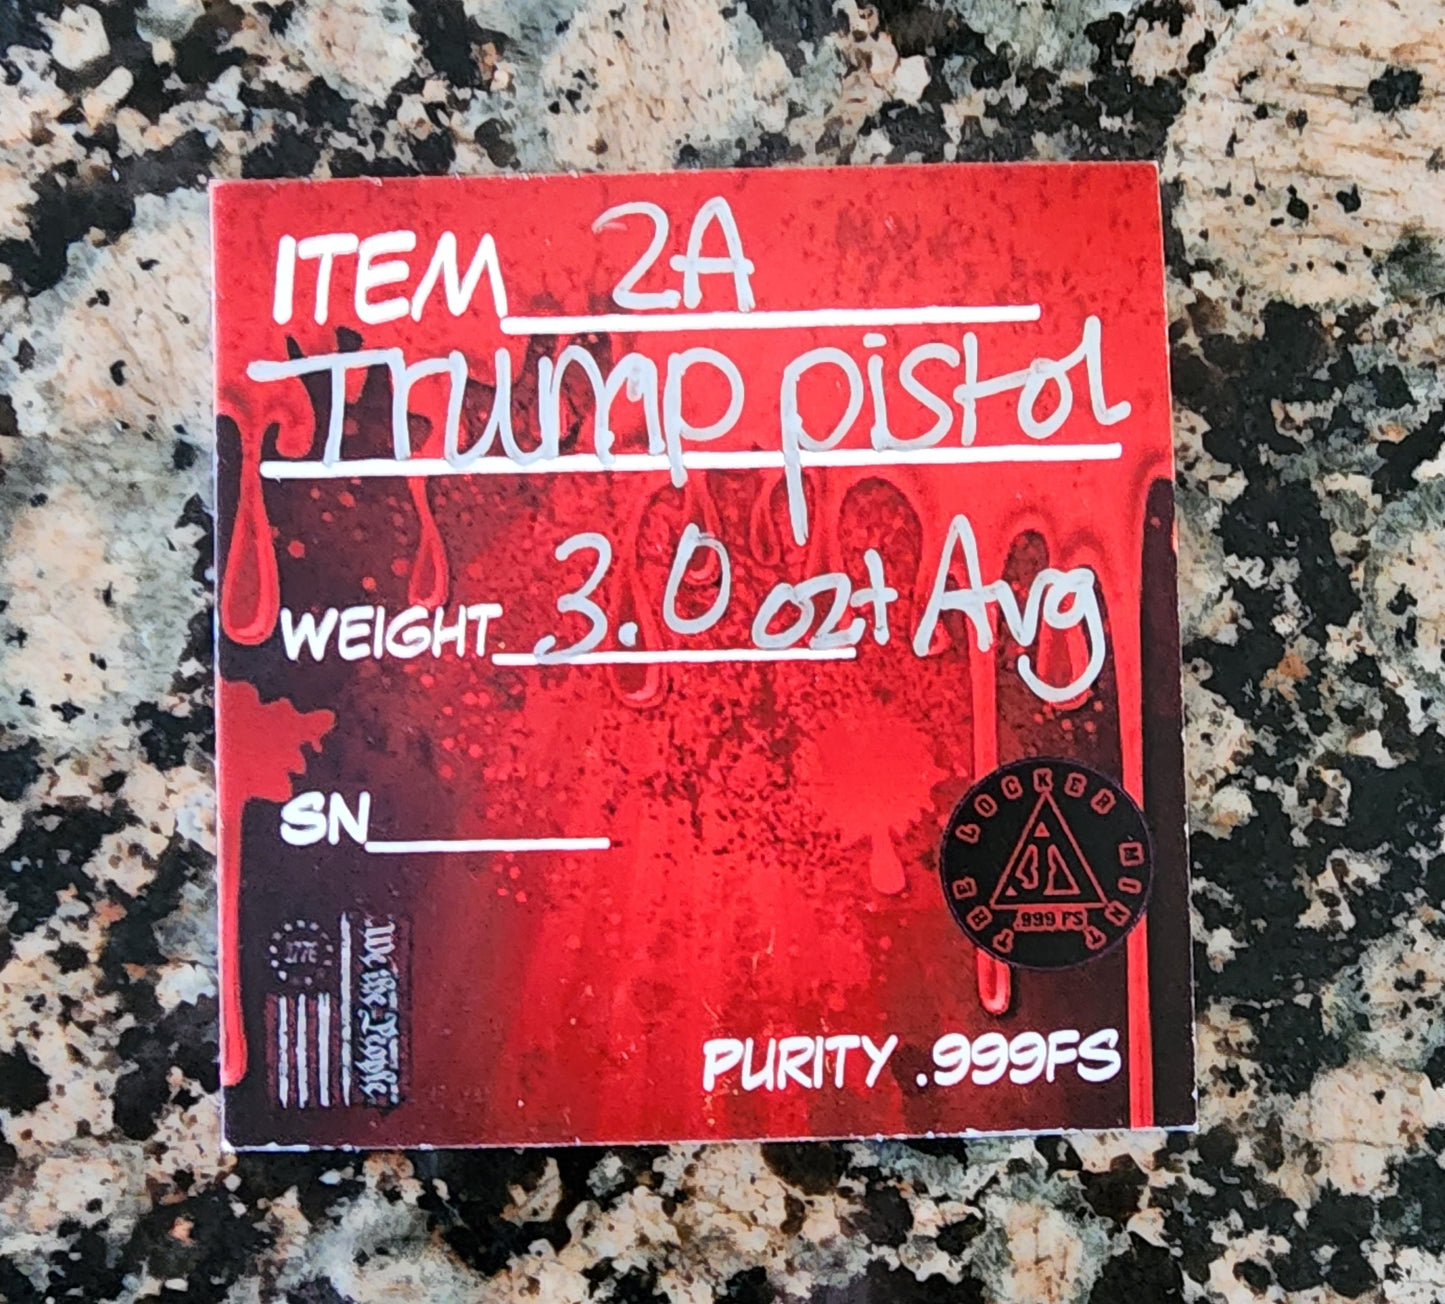 ITEM 2A
Trump pistol
WEIGHT 3.0 ozt Avg
SN
LOCKER MINT
.999 FS
1776
We the People
PURITY .999FS